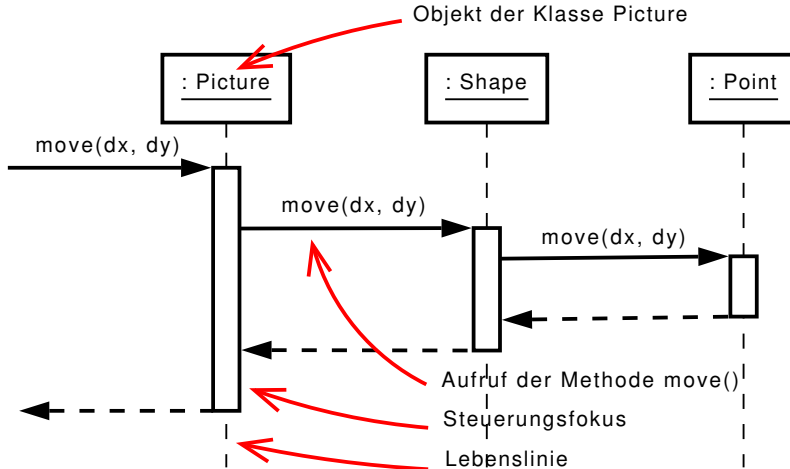 Objekt der Klasse Picture
: Picture
: Shape
: Point
move(dx, dy)
move(dx, dy)
move(dx, dy)
Aufruf der Methode move()
Steuerungsfokus
Lebenslinie